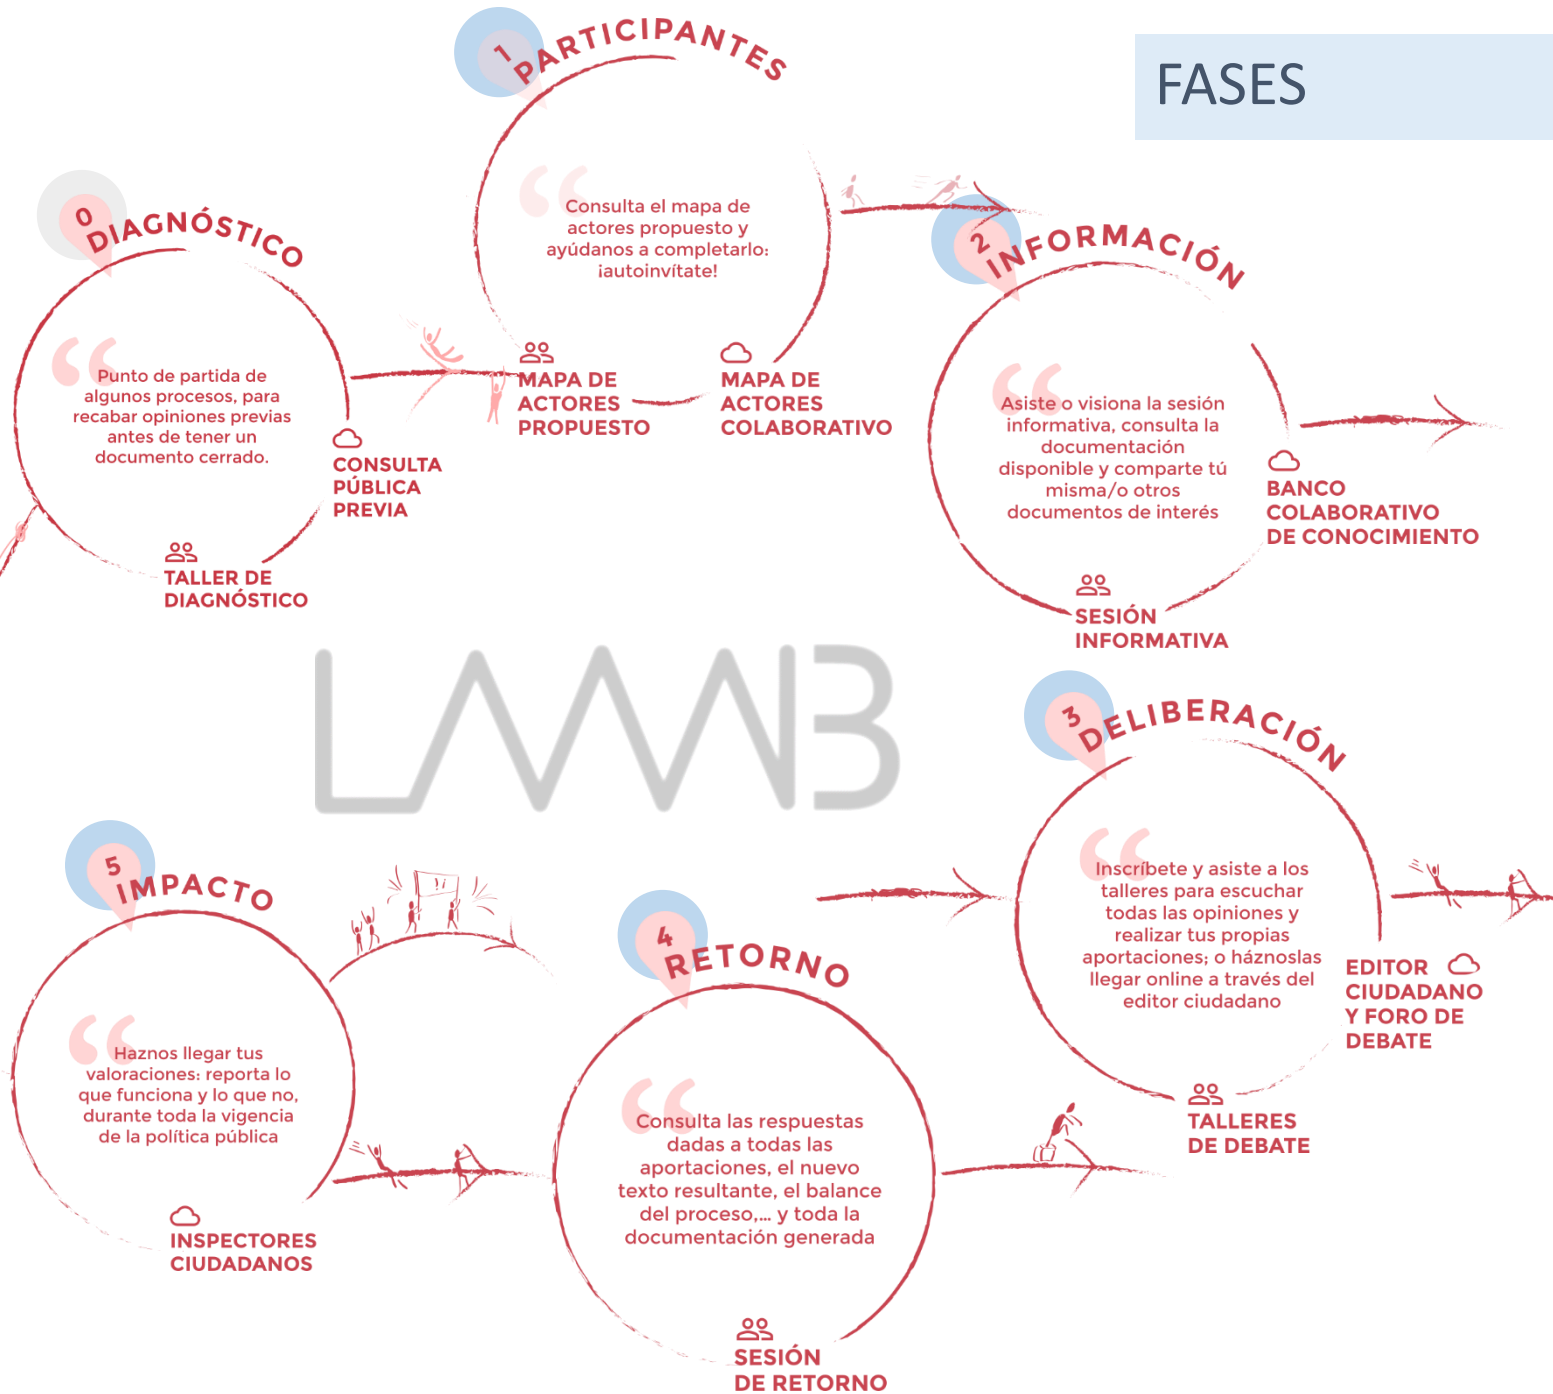 FASES
0
DIAGNÓSTICO
Punto de partida de
algunos procesos, para
recabar opiniones previas
antes de tener un
documento cerrado.
CONSULTA
PÚBLICA
PREVIA
TALLER DE
DIAGNÓSTICO
1
PARTICIPANTES
Consulta el mapa de
actores propuesto y
ayúdanos a completarlo:
¡autoinvítate!
MAPA DE
ACTORES
PROPUESTO
MAPA DE
ACTORES
COLABORATIVO
2
INFORMACIÓN
Asiste o visiona la sesión
informativa, consulta la
documentación
disponible y comparte tú
misma/o otros
documentos de interés
BANCO
COLABORATIVO
DE CONOCIMIENTO
SESIÓN
INFORMATIVA
LAAAB
3
DELIBERACIÓN
Inscríbete y asiste a los
talleres para escuchar
todas las opiniones y
realizar tus propias
aportaciones; o háznoslas
llegar online a través del
editor ciudadano
EDITOR
CIUDADANO
Y FORO DE
DEBATE
TALLERES
DE DEBATE
4
RETORNO
Consulta las respuestas
dadas a todas las
aportaciones, el nuevo
texto resultante, el balance
del proceso,... y toda la
documentación generada
SESIÓN
DE RETORNO
5
IMPACTO
Haznos llegar tus
valoraciones: reporta lo
que funciona y lo que no,
durante toda la vigencia
de la política pública
INSPECTORES
CIUDADANOS